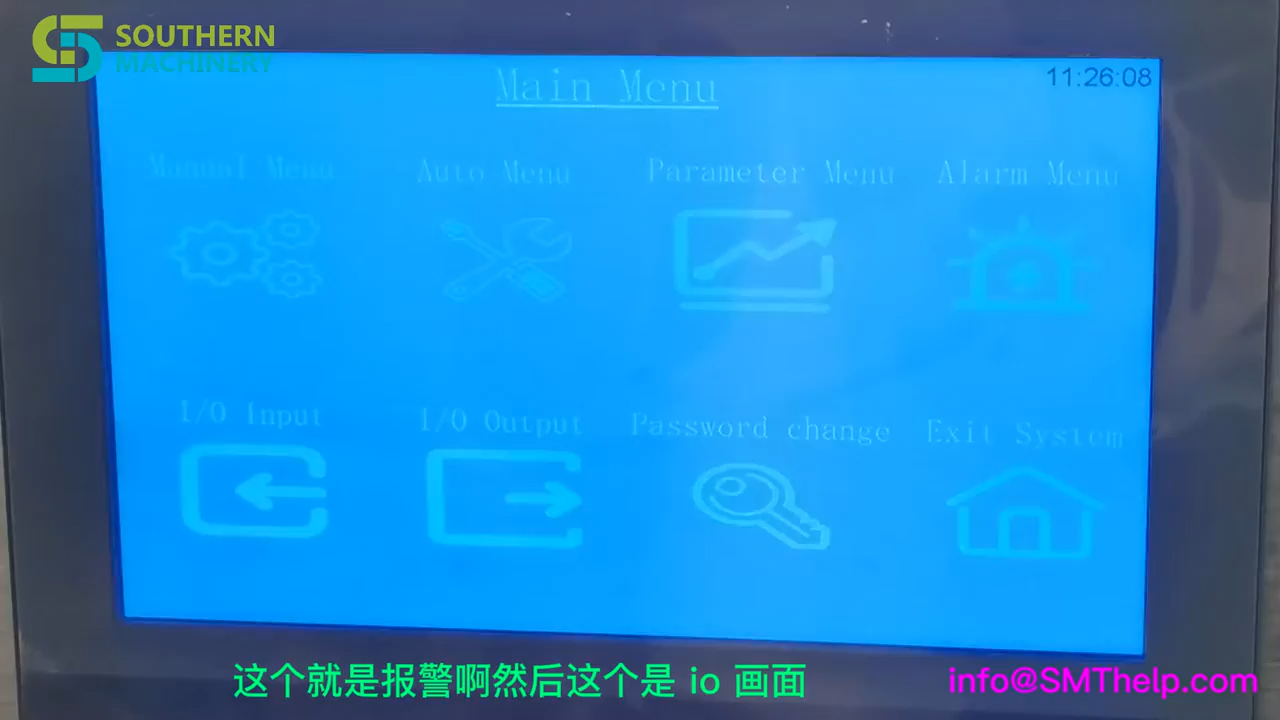 SOUTHERN
MACHINERY
Main Menu
11:26:08
Manual Menu
Auto Menu
Parameter Menu
Alarm Menu
I/O Input
I/O Output
Password change
Exit System
这个就是报警啊然后这个是 io 画面
info@SMThelp.com